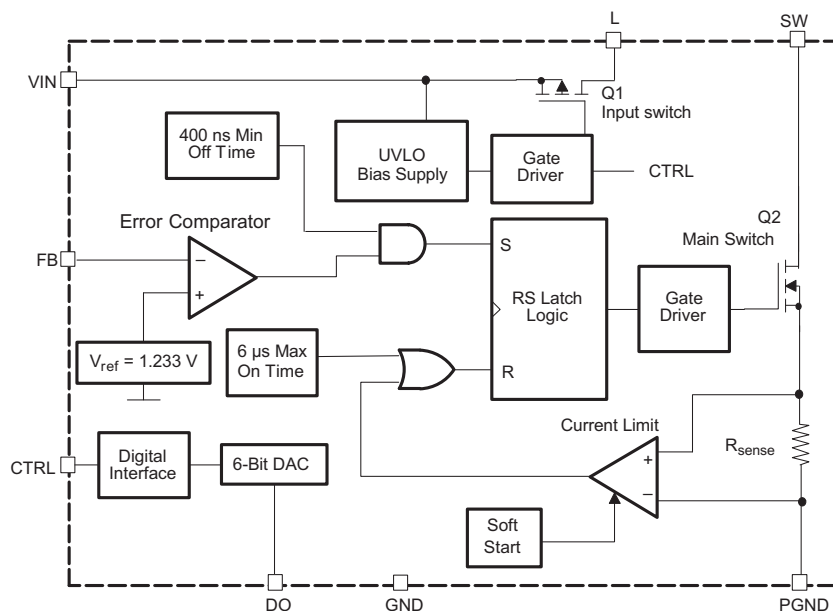 L
SW
VIN
Q1
Input switch
400 ns Min
Off Time
UVLO
Bias Supply
Gate
Driver
CTRL
Error Comparator
Q2
Main Switch
FB
−
+
S
RS Latch
Logic
Gate
Driver
Vref = 1.233 V
6 µs Max
On Time
R
Current Limit
+
−
Rsense
CTRL
Digital
Interface
6-Bit DAC
Soft
Start
DO
GND
PGND